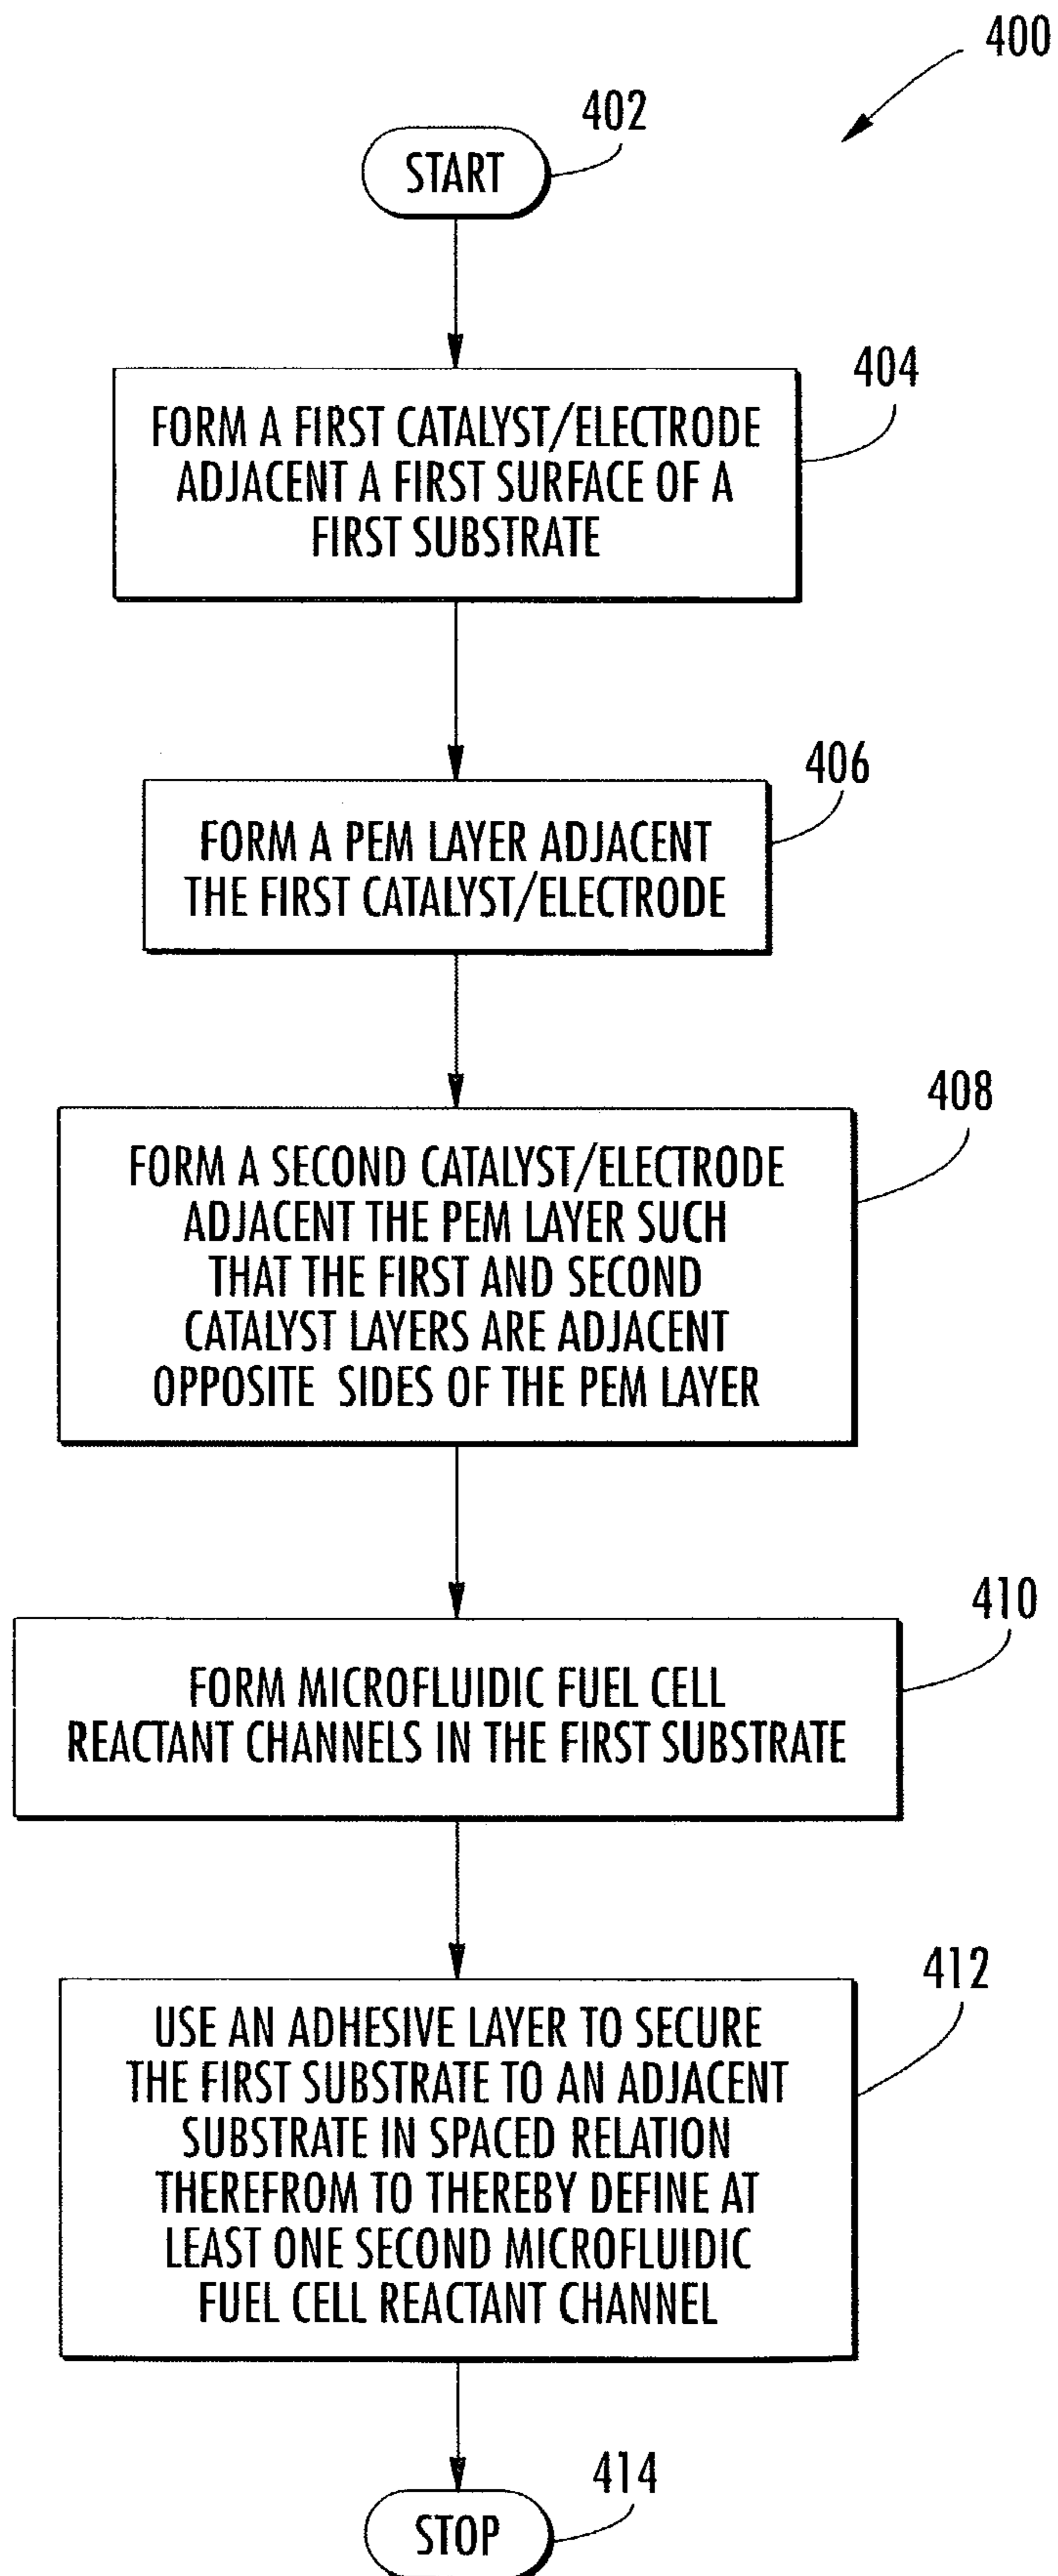 400
402
START
404
FORM A FIRST CATALYST/ELECTRODE
ADJACENT A FIRST SURFACE OF A
FIRST SUBSTRATE
406
FORM A PEM LAYER ADJACENT
THE FIRST CATALYST/ELECTRODE
408
FORM A SECOND CATALYST/ELECTRODE
ADJACENT THE PEM LAYER SUCH
THAT THE FIRST AND SECOND
CATALYST LAYERS ARE ADJACENT
OPPOSITE SIDES OF THE PEM LAYER
410
FORM MICROFLUIDIC FUEL CELL
REACTANT CHANNELS IN THE FIRST SUBSTRATE
412
USE AN ADHESIVE LAYER TO SECURE
THE FIRST SUBSTRATE TO AN ADJACENT
SUBSTRATE IN SPACED RELATION
THEREFROM TO THEREBY DEFINE AT
LEAST ONE SECOND MICROFLUIDIC
FUEL CELL REACTANT CHANNEL
414
STOP